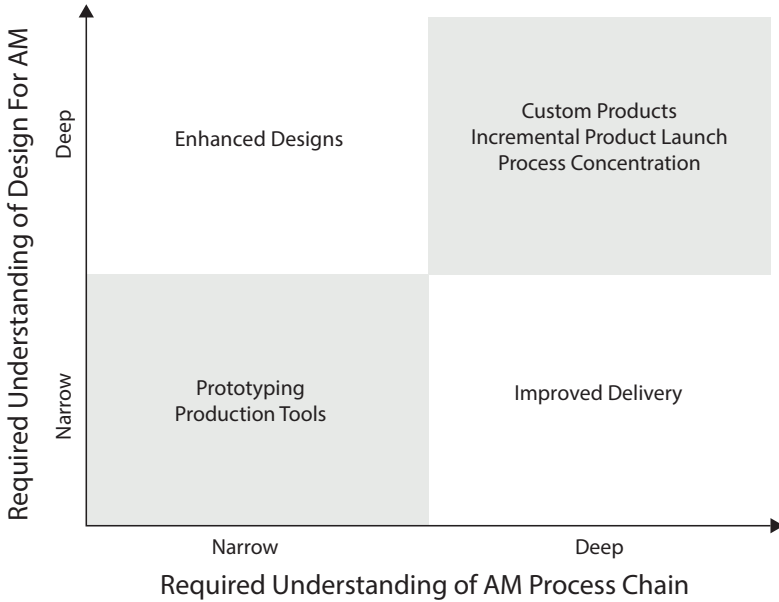 Required Understanding of Design For AM
Deep
Narrow
Enhanced Designs
Custom Products
Incremental Product Launch
Process Concentration
Prototyping
Production Tools
Improved Delivery
Narrow
Deep
Required Understanding of AM Process Chain